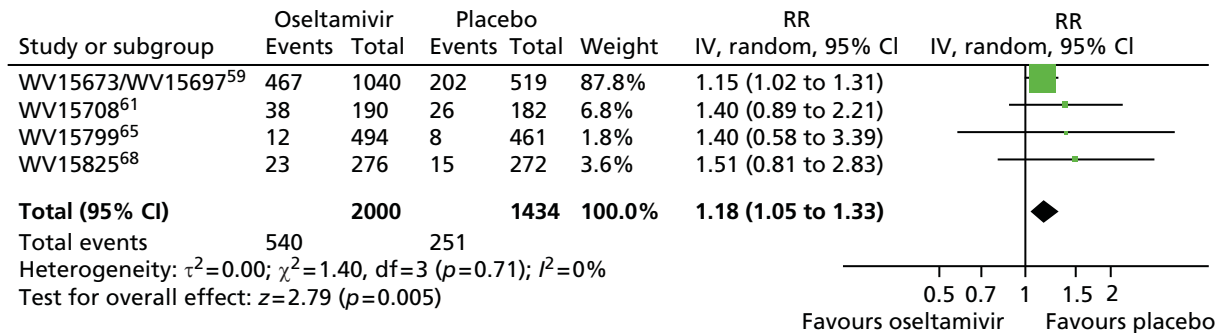 Oseltamivir Placebo RR RR
Study or subgroup Events Total Events Total Weight IV, random, 95% CI IV, random, 95% CI
WV15673/WV15697⁵⁹ 467 1040 202 519 87.8% 1.15 (1.02 to 1.31)
WV15708⁶¹ 38 190 26 182 6.8% 1.40 (0.89 to 2.21)
WV15799⁶⁵ 12 494 8 461 1.8% 1.40 (0.58 to 3.39)
WV15825⁶⁸ 23 276 15 272 3.6% 1.51 (0.81 to 2.83)
Total (95% CI) 2000 1434 100.0% 1.18 (1.05 to 1.33)
Total events 540 251
Heterogeneity: τ²=0.00; χ²=1.40, df=3 (p=0.71); I²=0%
Test for overall effect: z=2.79 (p=0.005)
0.5 0.7 1 1.5 2
Favours oseltamivir Favours placebo